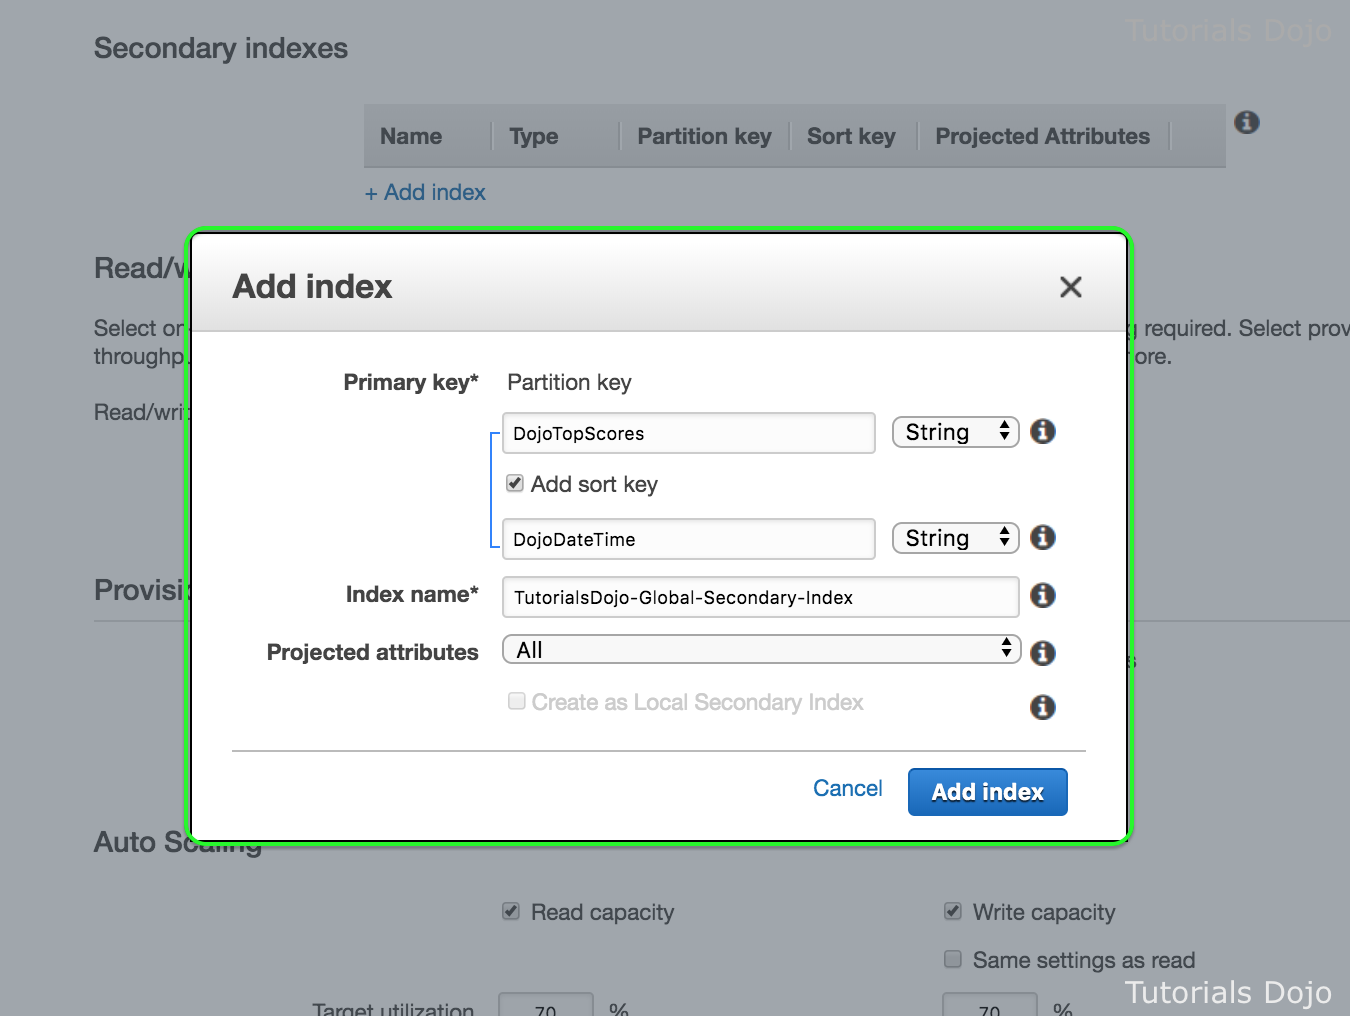 Tutorials Dojo
Secondary indexes
Name Type Partition key Sort key Projected Attributes
+ Add index
Read/w
Add index
Select or
g required. Select prov
throughp
ore.
Read/wri
Primary key* Partition key
DojoTopScores String
Add sort key
DojoDateTime String
Index name* TutorialsDojo-Global-Secondary-Index
Provisi
Projected attributes All
s
Create as Local Secondary Index
Cancel Add index
Auto Scaling
Read capacity Write capacity
Same settings as read
Tutorials Dojo
Target utilization 70 % 70 %